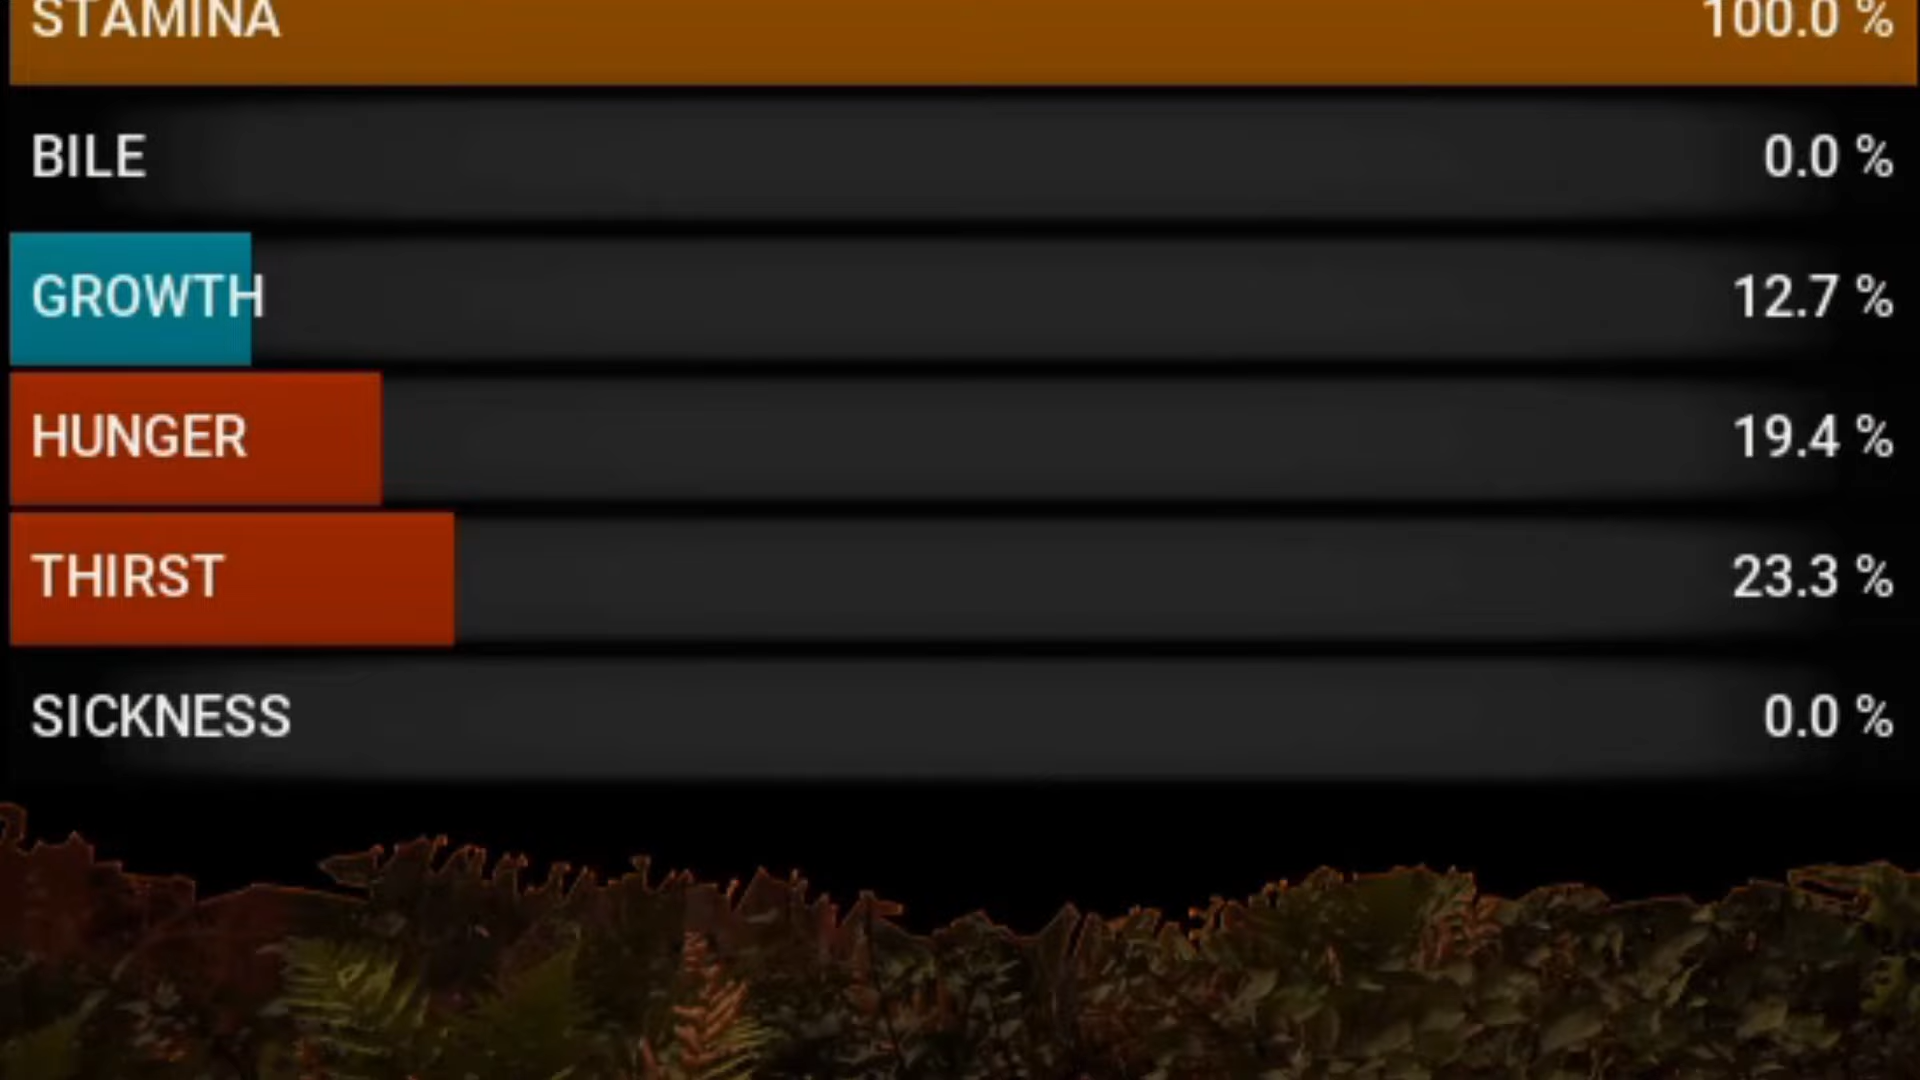 STAMINA 100.0 %
BILE 0.0 %
GROWTH 12.7 %
HUNGER 19.4 %
THIRST 23.3 %
SICKNESS 0.0 %